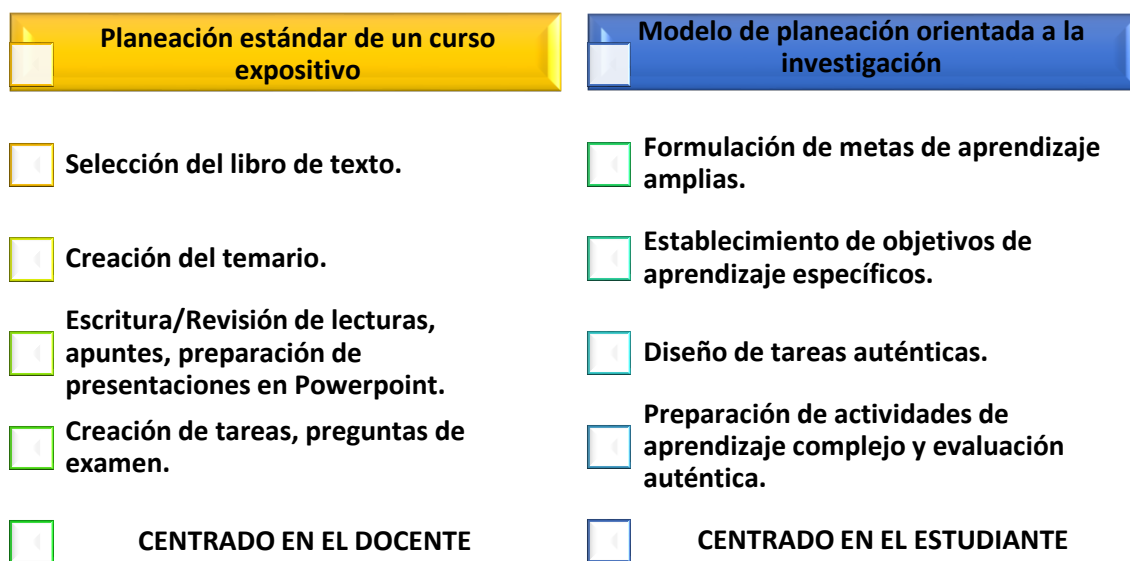 Planeación estándar de un curso
expositivo
Selección del libro de texto.
Creación del temario.
Escritura/Revisión de lecturas,
apuntes, preparación de
presentaciones en Powerpoint.
Creación de tareas, preguntas de
examen.
CENTRADO EN EL DOCENTE
Modelo de planeación orientada a la
investigación
Formulación de metas de aprendizaje
amplias.
Establecimiento de objetivos de
aprendizaje específicos.
Diseño de tareas auténticas.
Preparación de actividades de
aprendizaje complejo y evaluación
auténtica.
CENTRADO EN EL ESTUDIANTE